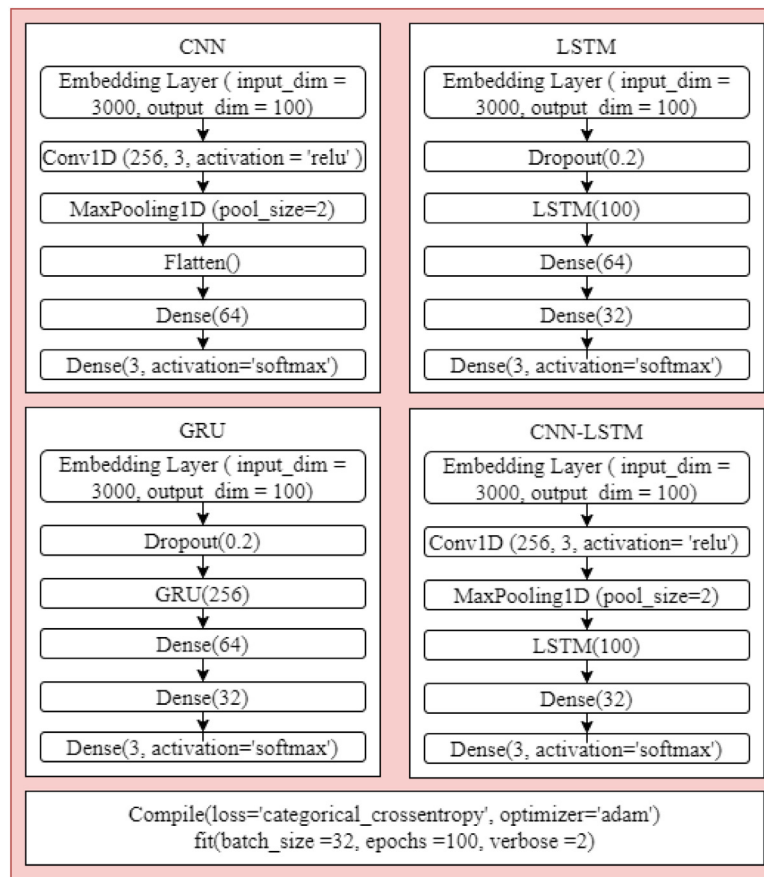 CNN
Embedding Layer ( input_dim =
3000, output_dim = 100)
Conv1D (256, 3, activation = 'relu' )
MaxPooling1D (pool_size=2)
Flatten()
Dense(64)
Dense(3, activation='softmax')
LSTM
Embedding Layer ( input_dim =
3000, output_dim = 100)
Dropout(0.2)
LSTM(100)
Dense(64)
Dense(32)
Dense(3, activation='softmax')
GRU
Embedding Layer ( input_dim =
3000, output_dim = 100)
Dropout(0.2)
GRU(256)
Dense(64)
Dense(32)
Dense(3, activation='softmax')
CNN-LSTM
Embedding Layer ( input_dim =
3000, output_dim = 100)
Conv1D (256, 3, activation= 'relu')
MaxPooling1D (pool_size=2)
LSTM(100)
Dense(32)
Dense(3, activation='softmax')
Compile(loss='categorical_crossentropy', optimizer='adam')
fit(batch_size =32, epochs =100, verbose =2)